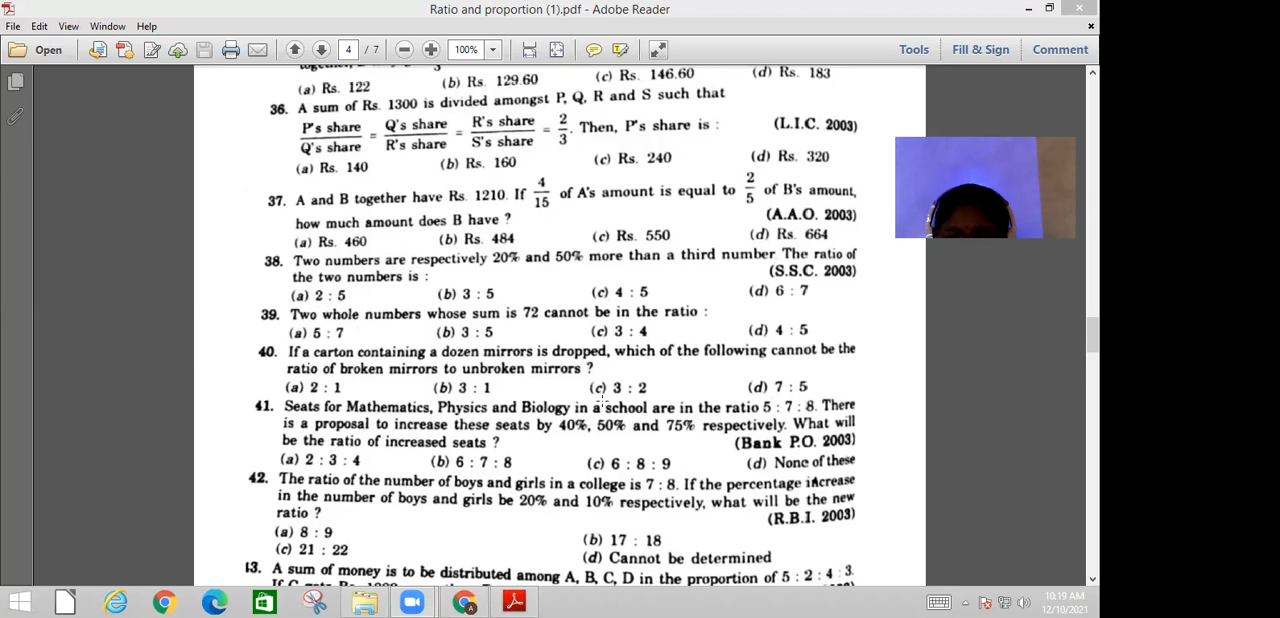 Ratio and proportion (1).pdf - Adobe Reader
File Edit View Window Help
Open 4 / 7 100% Tools Fill & Sign Comment
(a) Rs. 122 (b) Rs. 129.60 (c) Rs. 146.60 (d) Rs. 183
36. A sum of Rs. 1300 is divided amongst P, Q, R and S such that
P's share / Q's share = Q's share / R's share = R's share / S's share = 2/3. Then, P's share is : (L.I.C. 2003)
(a) Rs. 140 (b) Rs. 160 (c) Rs. 240 (d) Rs. 320
37. A and B together have Rs. 1210. If 4/15 of A's amount is equal to 2/5 of B's amount,
how much amount does B have ? (A.A.O. 2003)
(a) Rs. 460 (b) Rs. 484 (c) Rs. 550 (d) Rs. 664
38. Two numbers are respectively 20% and 50% more than a third number The ratio of
the two numbers is : (S.S.C. 2003)
(a) 2 : 5 (b) 3 : 5 (c) 4 : 5 (d) 6 : 7
39. Two whole numbers whose sum is 72 cannot be in the ratio :
(a) 5 : 7 (b) 3 : 5 (c) 3 : 4 (d) 4 : 5
40. If a carton containing a dozen mirrors is dropped, which of the following cannot be the
ratio of broken mirrors to unbroken mirrors ?
(a) 2 : 1 (b) 3 : 1 (c) 3 : 2 (d) 7 : 5
41. Seats for Mathematics, Physics and Biology in a school are in the ratio 5 : 7 : 8. There
is a proposal to increase these seats by 40%, 50% and 75% respectively. What will
be the ratio of increased seats ? (Bank P.O. 2003)
(a) 2 : 3 : 4 (b) 6 : 7 : 8 (c) 6 : 8 : 9 (d) None of these
42. The ratio of the number of boys and girls in a college is 7 : 8. If the percentage increase
in the number of boys and girls be 20% and 10% respectively, what will be the new
ratio ? (R.B.I. 2003)
(a) 8 : 9 (b) 17 : 18
(c) 21 : 22 (d) Cannot be determined
13. A sum of money is to be distributed among A, B, C, D in the proportion of 5 : 2 : 4 : 3.
10:19 AM
12/10/2021